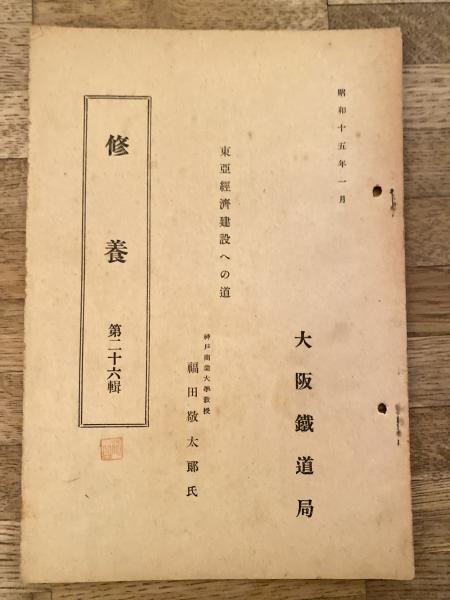 昭和十五年一月
大阪鐵道局
東亞經濟建設への道
神戸商業大學教授
福田敬太郎氏
修養
第二十六輯